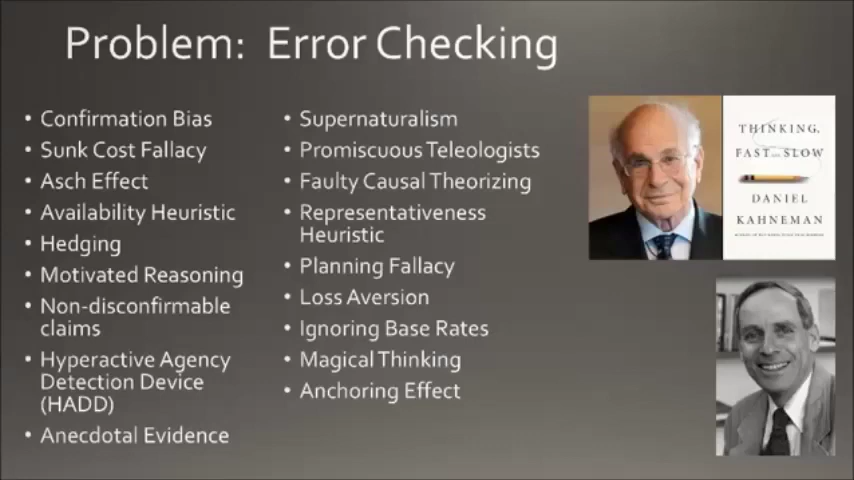 Problem: Error Checking
• Confirmation Bias
• Sunk Cost Fallacy
• Asch Effect
• Availability Heuristic
• Hedging
• Motivated Reasoning
• Non-disconfirmable
claims
• Hyperactive Agency
Detection Device
(HADD)
• Anecdotal Evidence
• Supernaturalism
• Promiscuous Teleologists
• Faulty Causal Theorizing
• Representativeness
Heuristic
• Planning Fallacy
• Loss Aversion
• Ignoring Base Rates
• Magical Thinking
• Anchoring Effect
THINKING,
FAST AND SLOW
DANIEL
KAHNEMAN